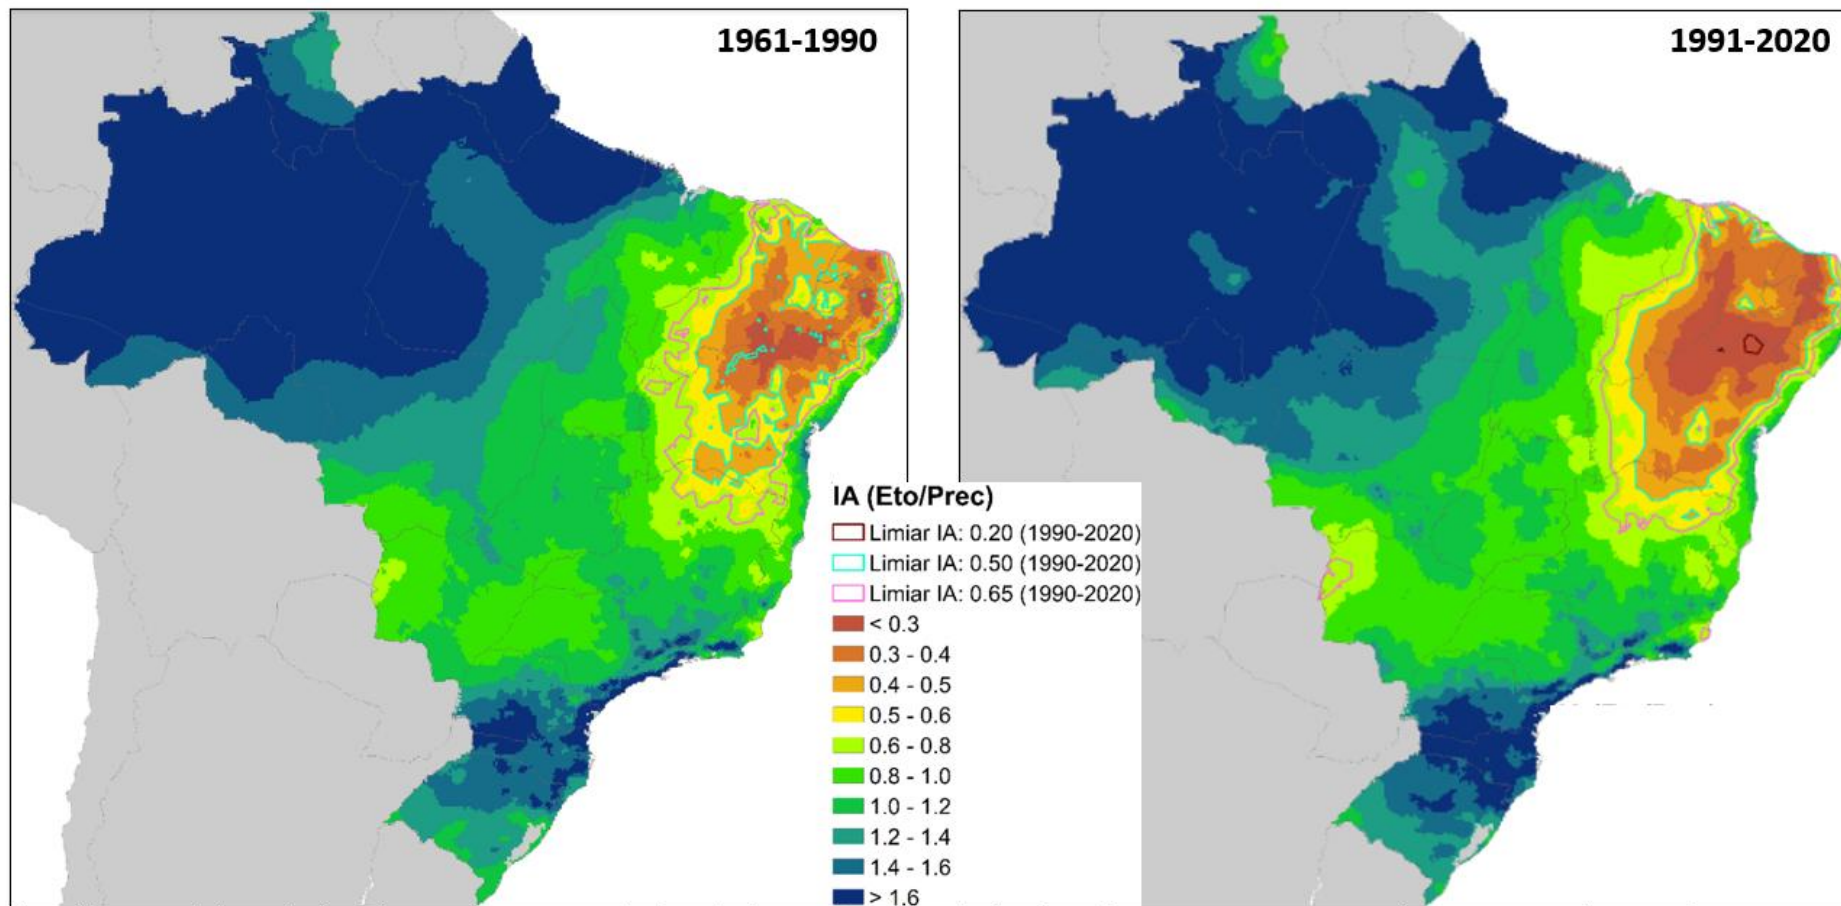 1961-1990
1991-2020
IA (Eto/Prec)
Limiar IA: 0.20 (1990-2020)
Limiar IA: 0.50 (1990-2020)
Limiar IA: 0.65 (1990-2020)
< 0.3
0.3 - 0.4
0.4 - 0.5
0.5 - 0.6
0.6 - 0.8
0.8 - 1.0
1.0 - 1.2
1.2 - 1.4
1.4 - 1.6
> 1.6